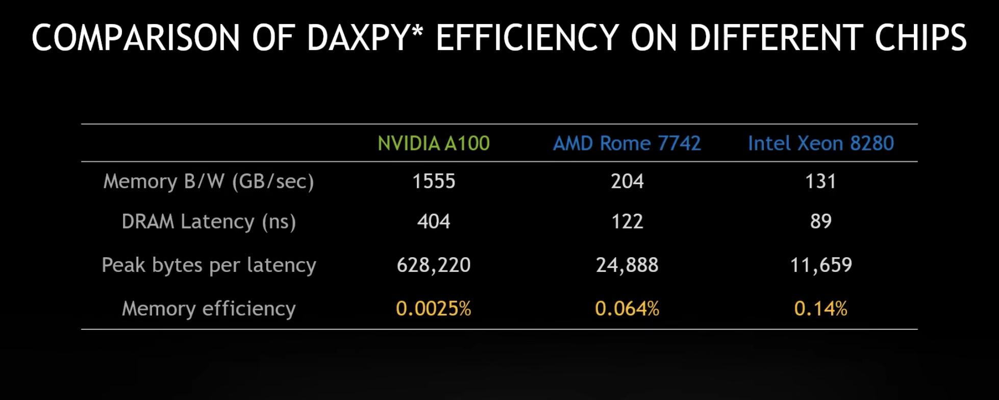 COMPARISON OF DAXPY* EFFICIENCY ON DIFFERENT CHIPS
NVIDIA A100 AMD Rome 7742 Intel Xeon 8280
Memory B/W (GB/sec) 1555 204 131
DRAM Latency (ns) 404 122 89
Peak bytes per latency 628,220 24,888 11,659
Memory efficiency 0.0025% 0.064% 0.14%